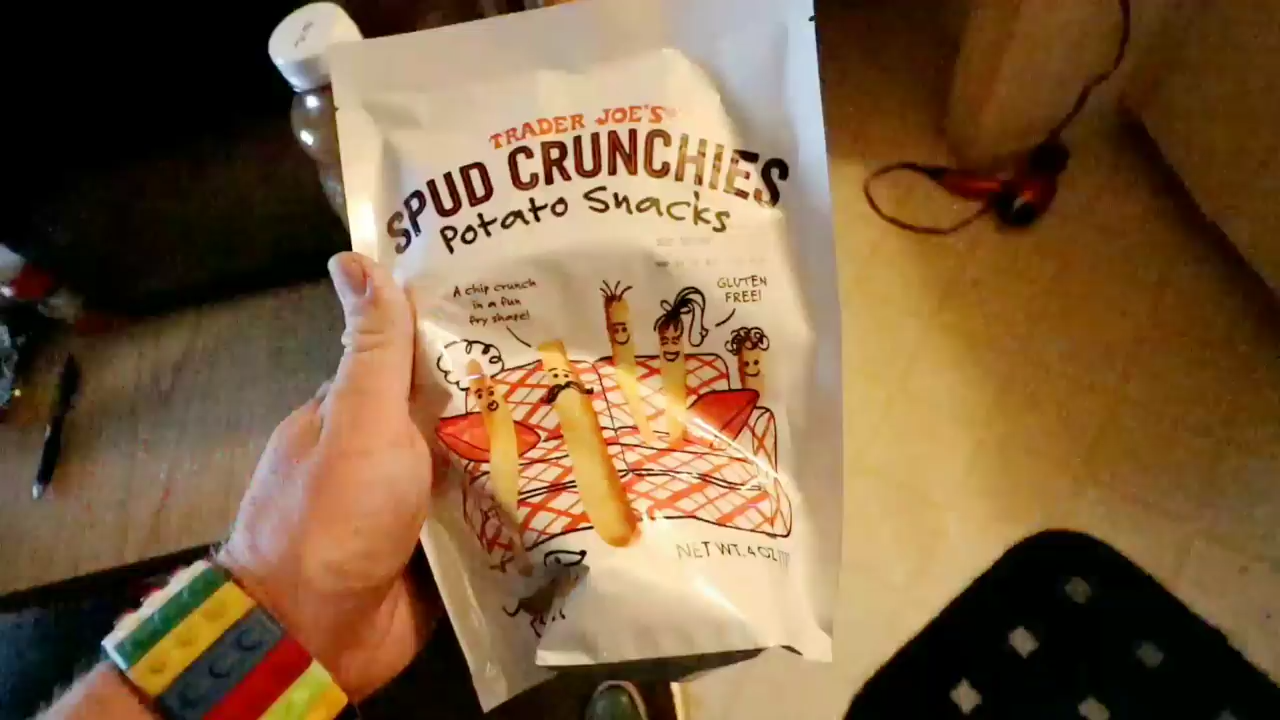 TRADER JOE'S
SPUD CRUNCHIES
Potato Snacks
A chip crunch
in a fun
fry shape!
GLUTEN
FREE!
NET WT. 4 OZ